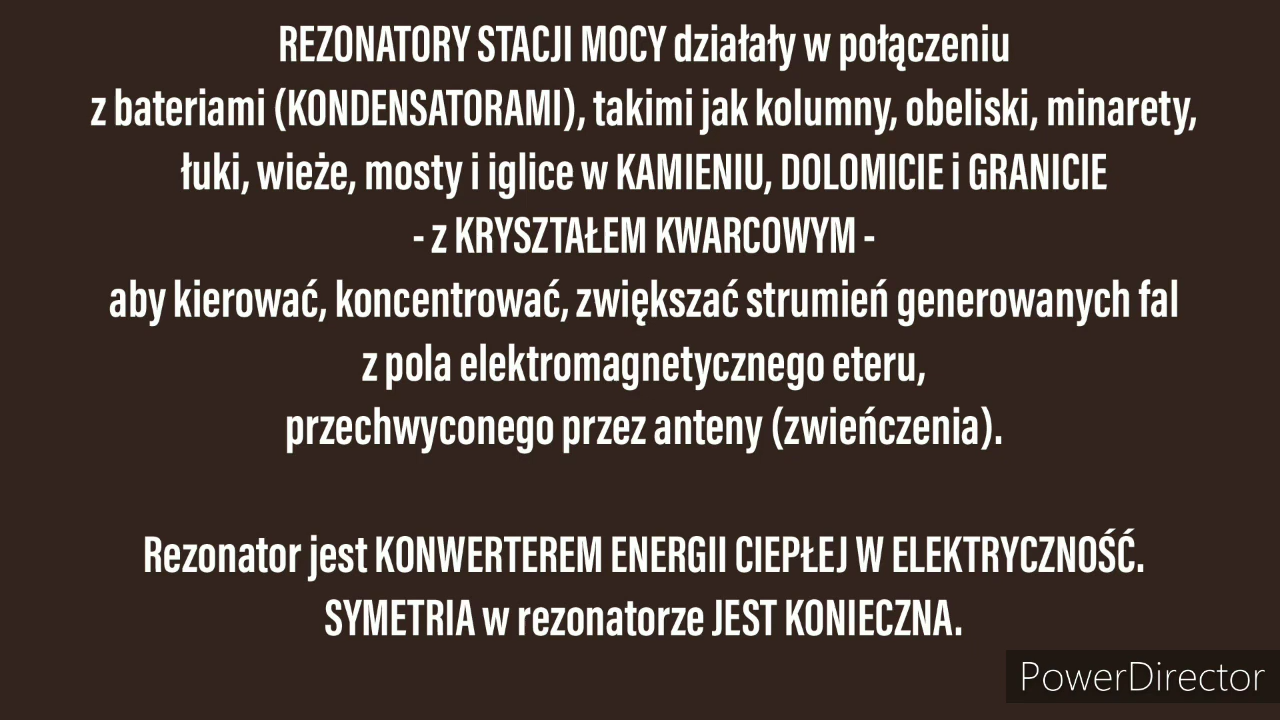 REZONATORY STACJI MOCY działały w połączeniu
z bateriami (KONDENSATORAMI), takimi jak kolumny, obeliski, minarety,
łuki, wieże, mosty i iglice w KAMIENIU, DOLOMICIE i GRANICIE
- z KRYSZTAŁEM KWARCOWYM -
aby kierować, koncentrować, zwiększać strumień generowanych fal
z pola elektromagnetycznego eteru,
przechwyconego przez anteny (zwieńczenia).
Rezonator jest KONWERTEREM ENERGII CIEPŁEJ W ELEKTRYCZNOŚĆ.
SYMETRIA w rezonatorze JEST KONIECZNA.
PowerDirector